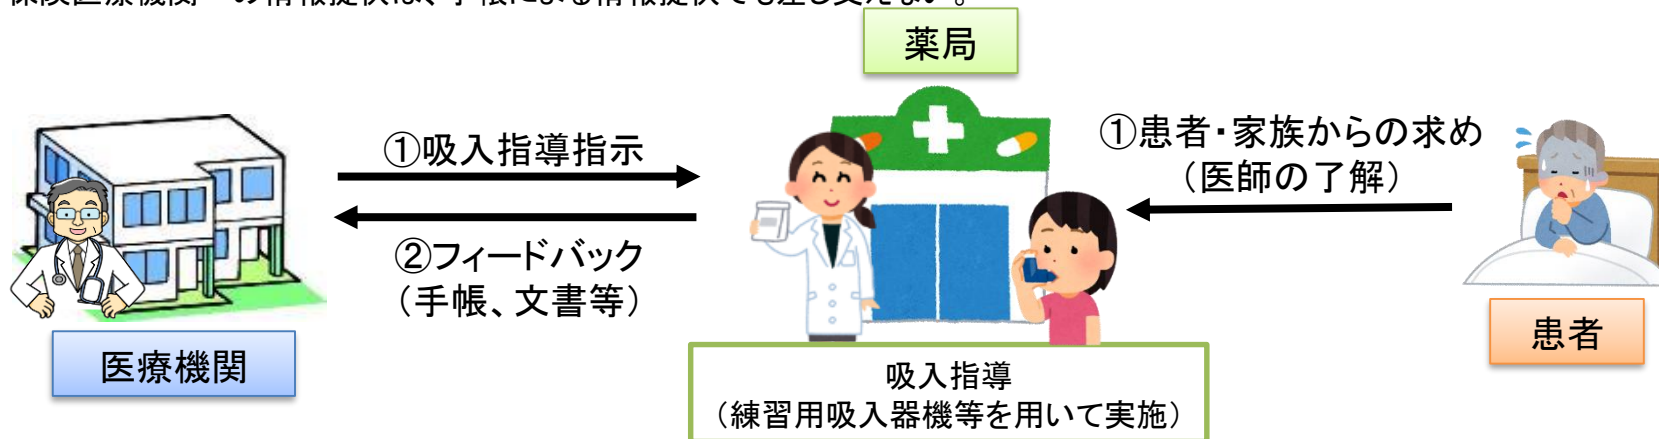 薬局
①吸入指導指示
①患者・家族からの求め
（医師の了解）
②フィードバック
（手帳、文書等）
医療機関
患者
吸入指導
（練習用吸入器機等を用いて実施）